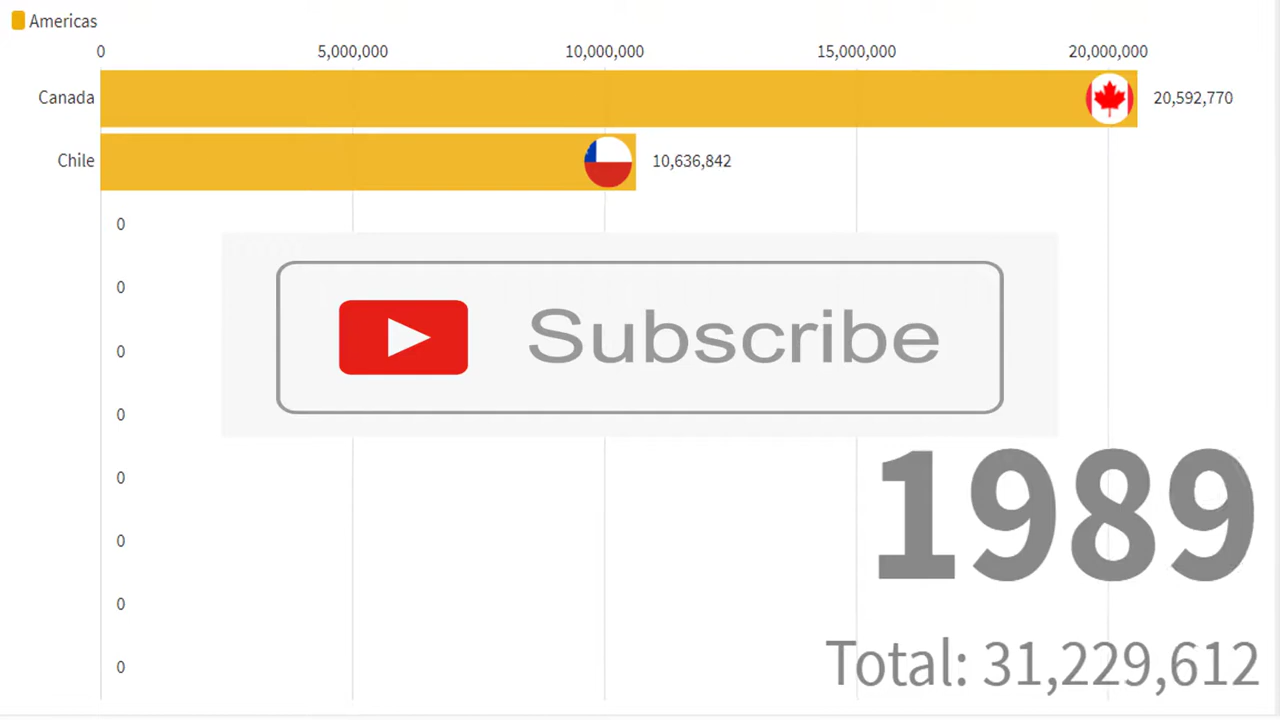 Americas
0 5,000,000 10,000,000 15,000,000 20,000,000
Canada 20,592,770
Chile 10,636,842
0
0
Subscribe
0
0
0
1989
0
0
Total: 31,229,612
0